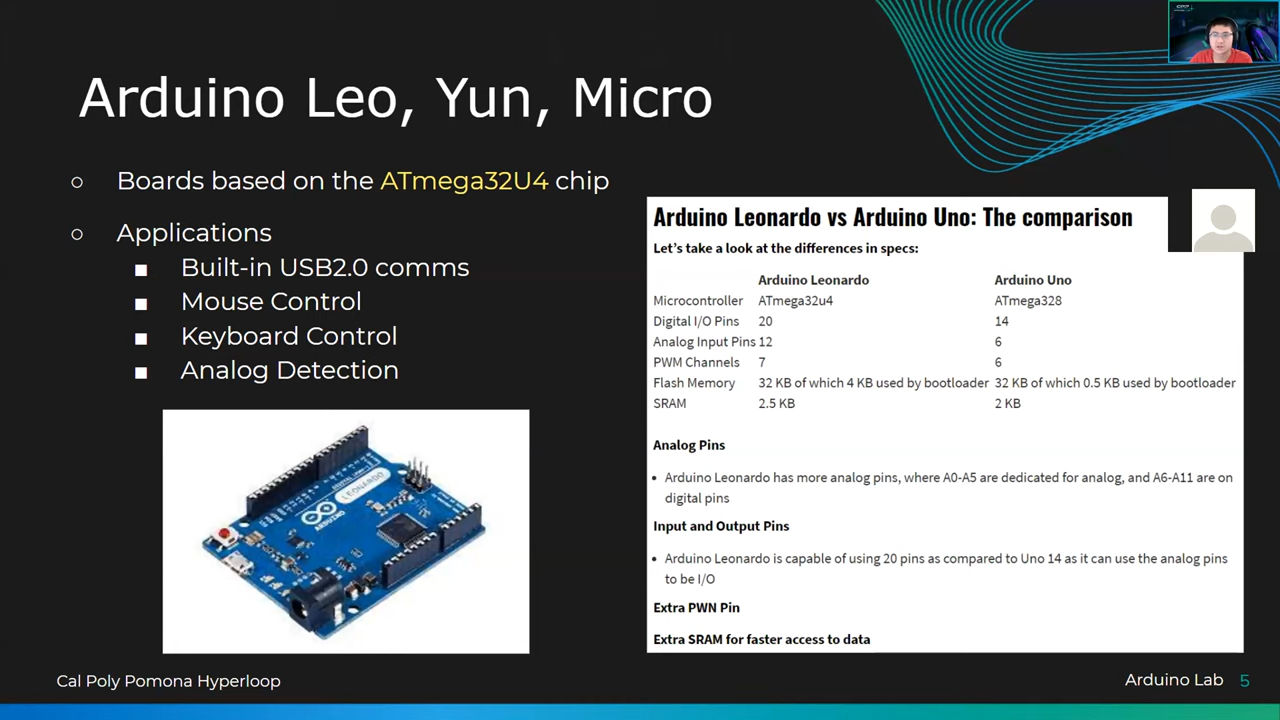 Arduino Leo, Yun, Micro
○ Boards based on the ATmega32U4 chip
○ Applications
■ Built-in USB2.0 comms
■ Mouse Control
■ Keyboard Control
■ Analog Detection
ARDUINO
LEONARDO
Arduino Leonardo vs Arduino Uno: The comparison
Let's take a look at the differences in specs:
Arduino Leonardo Arduino Uno
Microcontroller ATmega32u4 ATmega328
Digital I/O Pins 20 14
Analog Input Pins 12 6
PWM Channels 7 6
Flash Memory 32 KB of which 4 KB used by bootloader 32 KB of which 0.5 KB used by bootloader
SRAM 2.5 KB 2 KB
Analog Pins
• Arduino Leonardo has more analog pins, where A0-A5 are dedicated for analog, and A6-A11 are on
digital pins
Input and Output Pins
• Arduino Leonardo is capable of using 20 pins as compared to Uno 14 as it can use the analog pins
to be I/O
Extra PWN Pin
Extra SRAM for faster access to data
Cal Poly Pomona Hyperloop
Arduino Lab 5